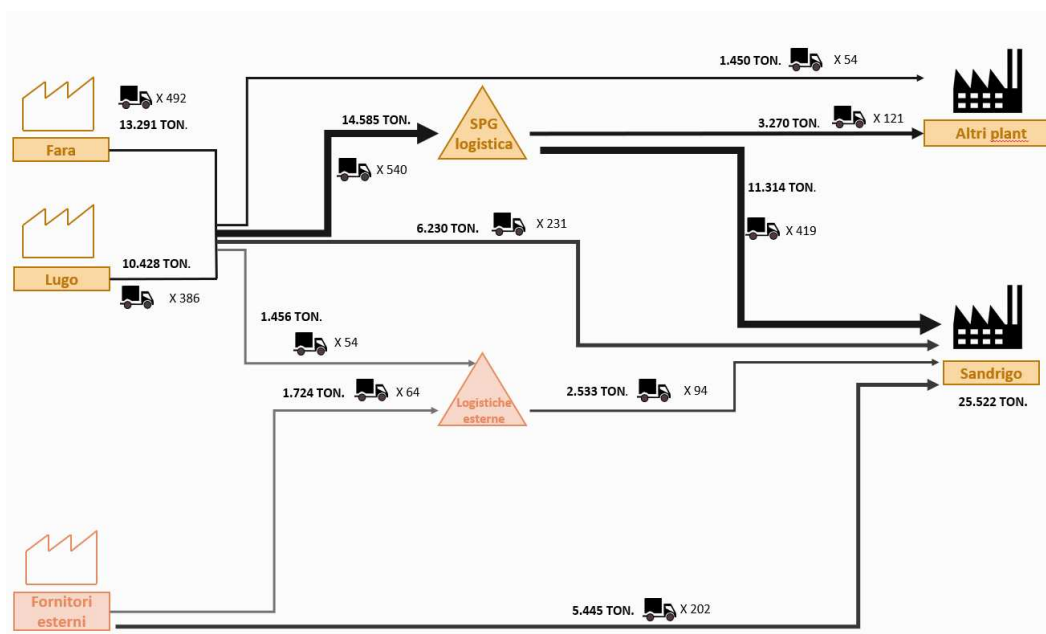 1.450 TON.
X 54
X 492
13.291 TON.
Fara
14.585 TON.
X 540
SPG
logistica
3.270 TON.
X 121
Altri plant
11.314 TON.
X 419
6.230 TON.
X 231
Lugo
10.428 TON.
X 386
1.456 TON.
X 54
1.724 TON.
X 64
Logistiche
esterne
2.533 TON.
X 94
Sandrigo
25.522 TON.
Fornitori
esterni
5.445 TON.
X 202